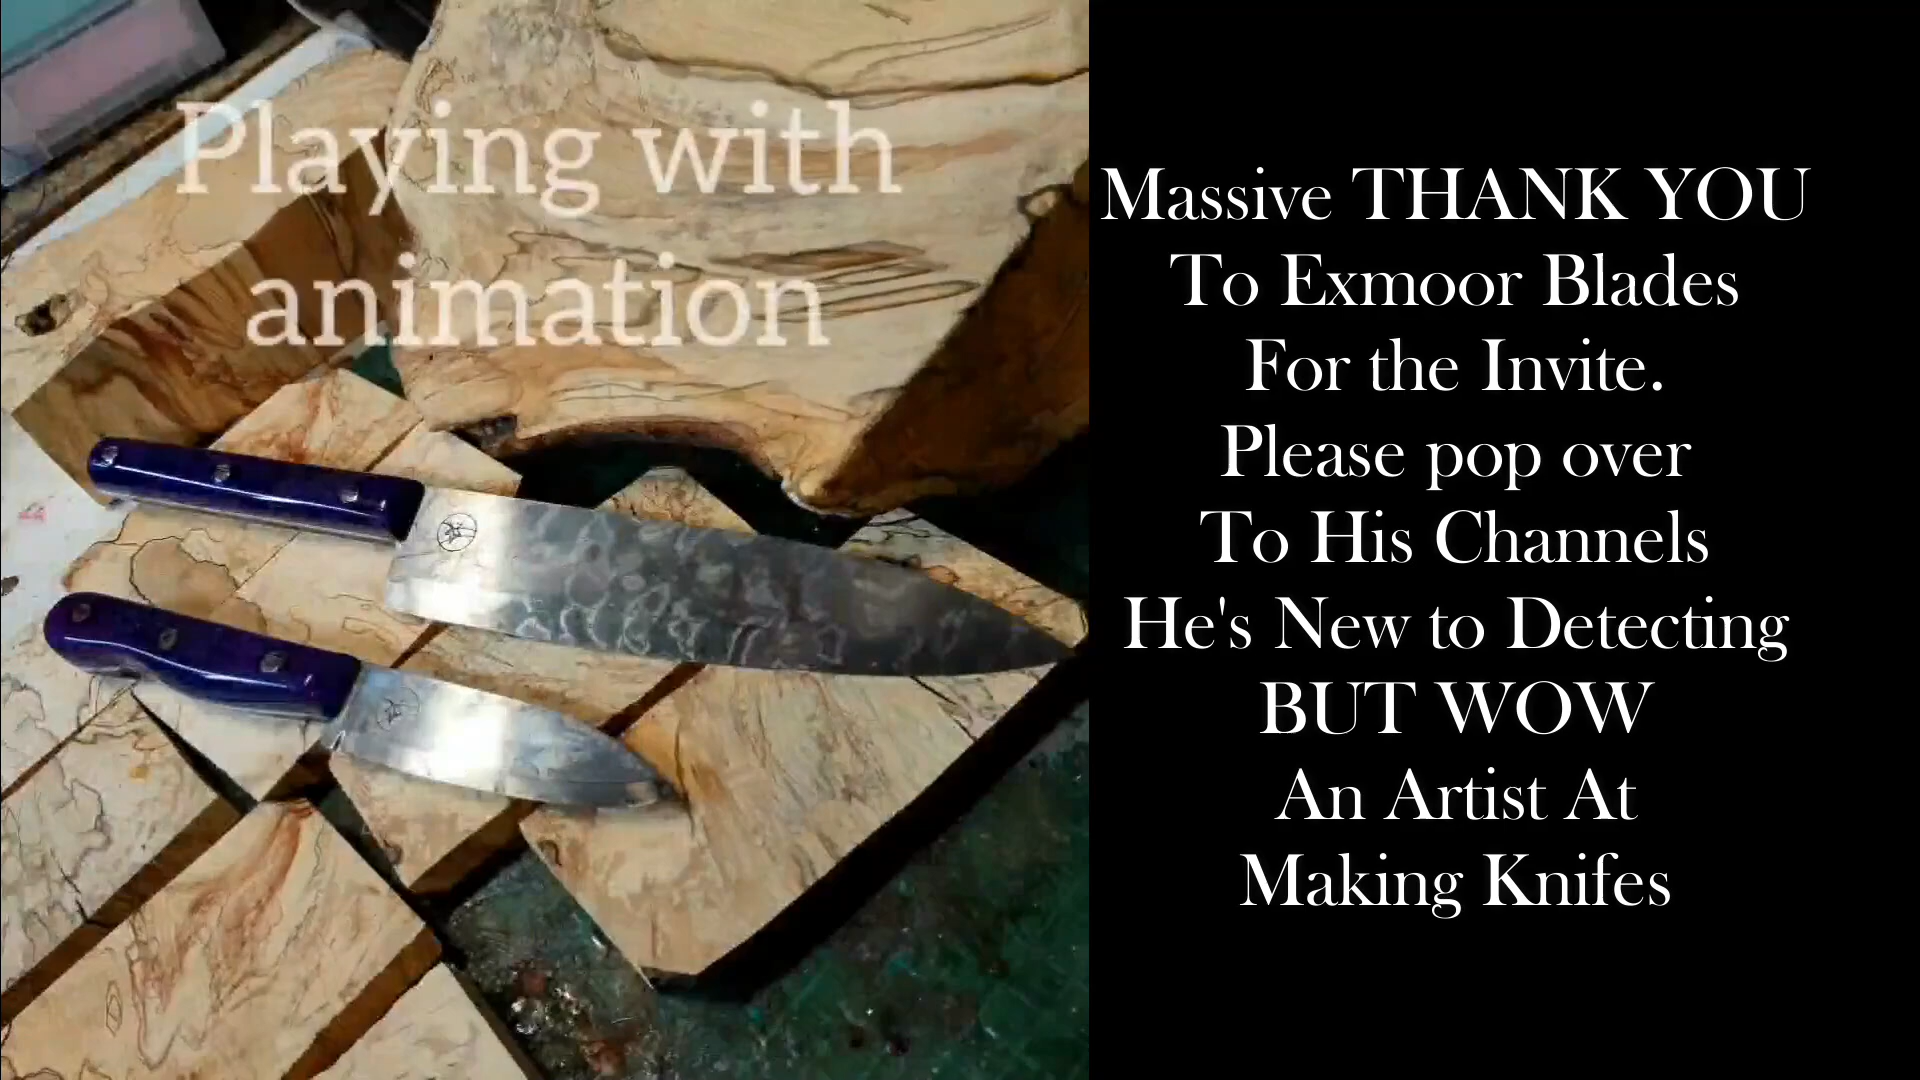 Playing with
animation
Massive THANK YOU
To Exmoor Blades
For the Invite.
Please pop over
To His Channels
He's New to Detecting
BUT WOW
An Artist At
Making Knifes